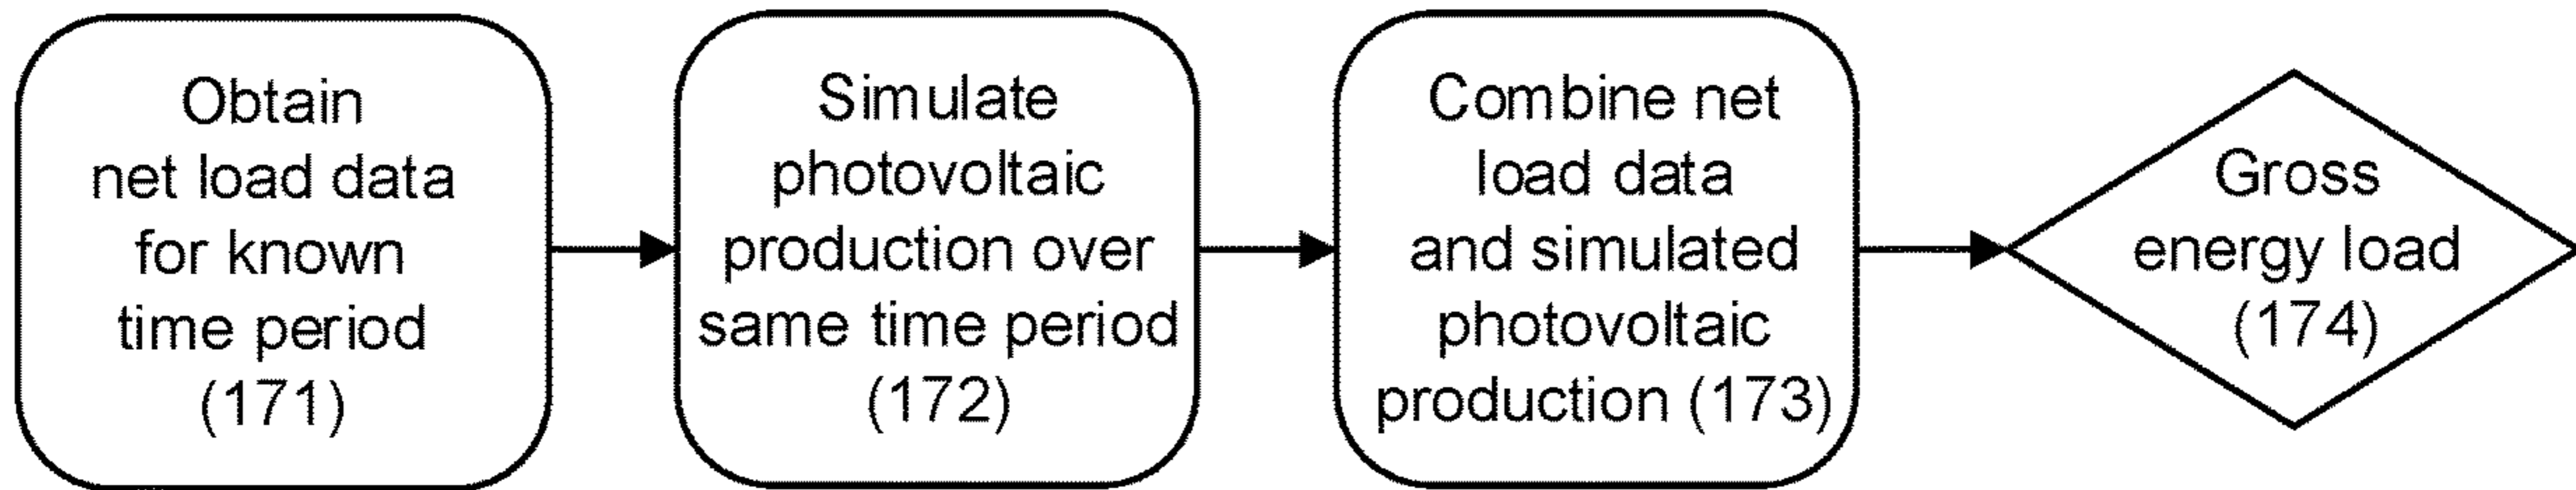 Obtain
net load data
for known
time period
(171)
Simulate
photovoltaic
production over
same time period
(172)
Combine net
load data
and simulated
photovoltaic
production (173)
Gross
energy load
(174)